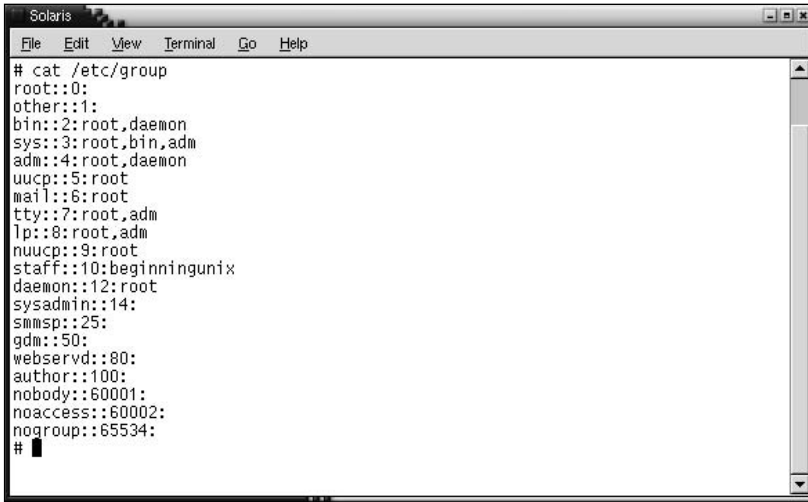 Solaris
File Edit View Terminal Go Help
# cat /etc/group
root::0:
other::1:
bin::2:root,daemon
sys::3:root,bin,adm
adm::4:root,daemon
uucp::5:root
mail::6:root
tty::7:root,adm
lp::8:root,adm
nuucp::9:root
staff::10:beginningunix
daemon::12:root
sysadmin::14:
smmsp::25:
gdm::50:
webservd::80:
author::100:
nobody::60001:
noaccess::60002:
nogroup::65534:
#